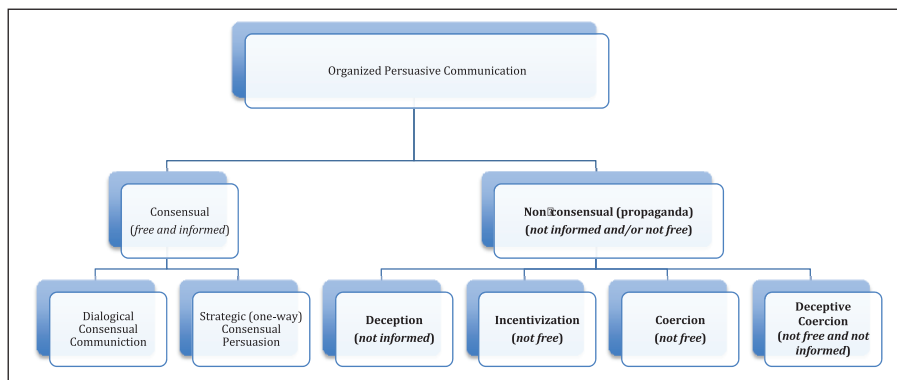 Organized Persuasive Communication
Consensual
(free and informed)
Non⍰consensual (propaganda)
(not informed and/or not free)
Dialogical
Consensual
Communiction
Strategic (one-way)
Consensual
Persuasion
Deception
(not informed)
Incentivization
(not free)
Coercion
(not free)
Deceptive
Coercion
(not free and not
informed)